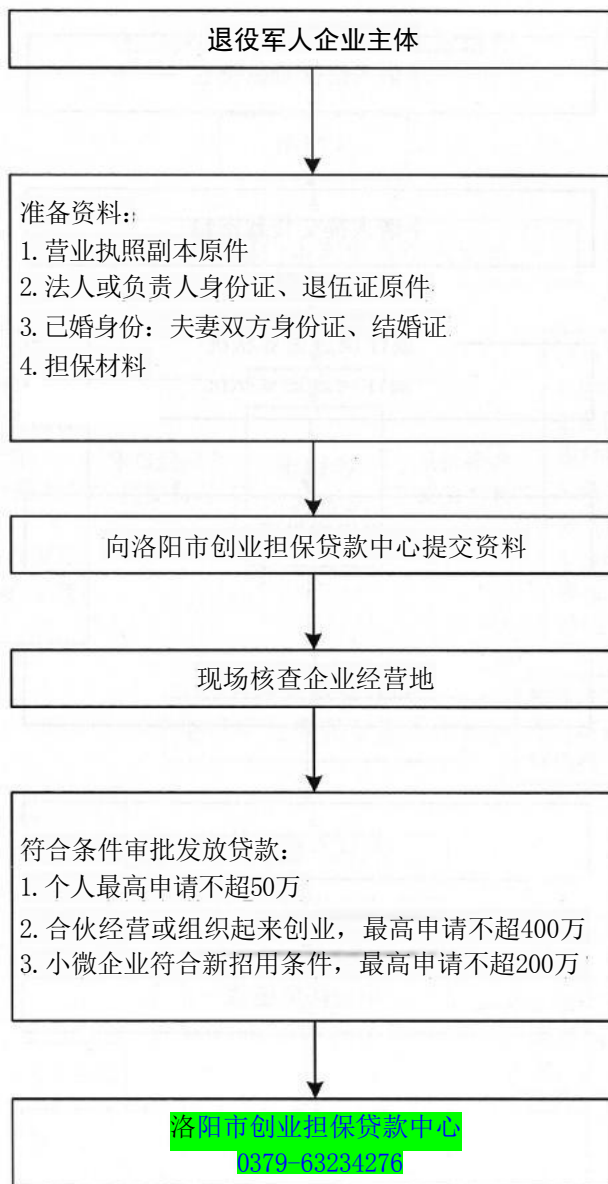 退役军人企业主体
准备资料:
1.营业执照副本原件
2.法人或负责人身份证、退伍证原件
3.已婚身份：夫妻双方身份证、结婚证
4.担保材料
向洛阳市创业担保贷款中心提交资料
现场核查企业经营地
符合条件审批发放贷款：
1.个人最高申请不超50万
2.合伙经营或组织起来创业，最高申请不超400万
3.小微企业符合新招用条件，最高申请不超200万
洛阳市创业担保贷款中心
0379-63234276